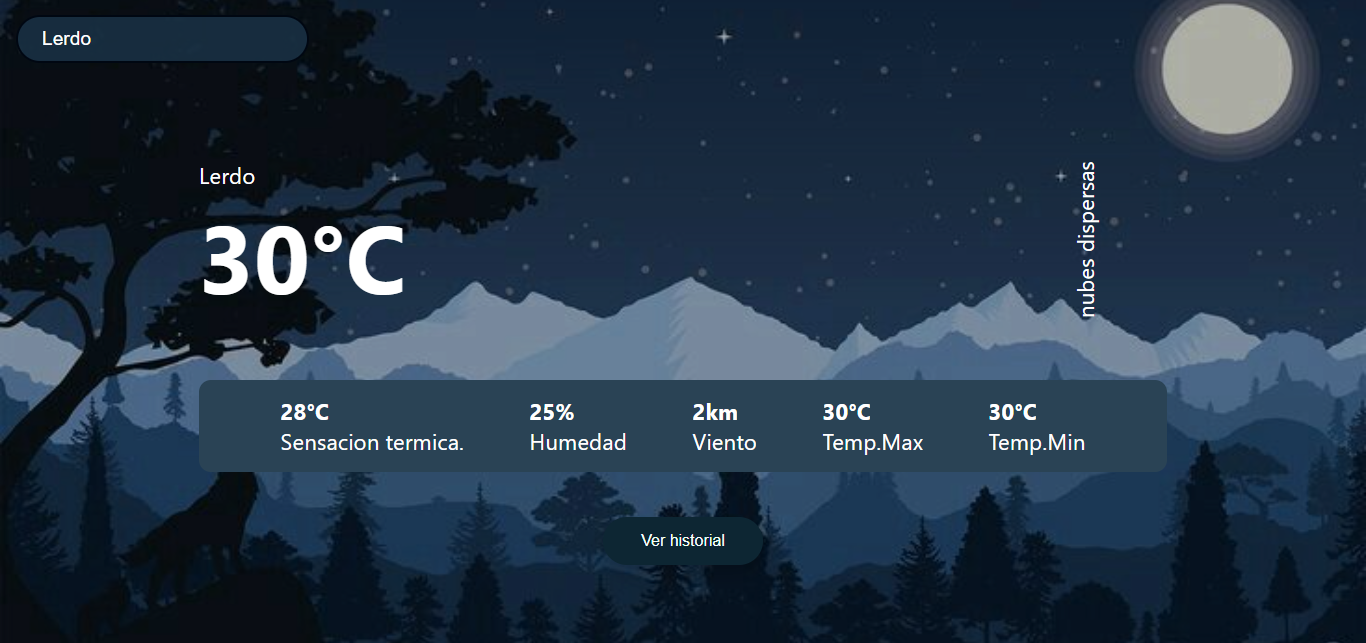 Lerdo
Lerdo
30°C
nubes dispersas
28°C
Sensacion termica.
25%
Humedad
2km
Viento
30°C
Temp.Max
30°C
Temp.Min
Ver historial